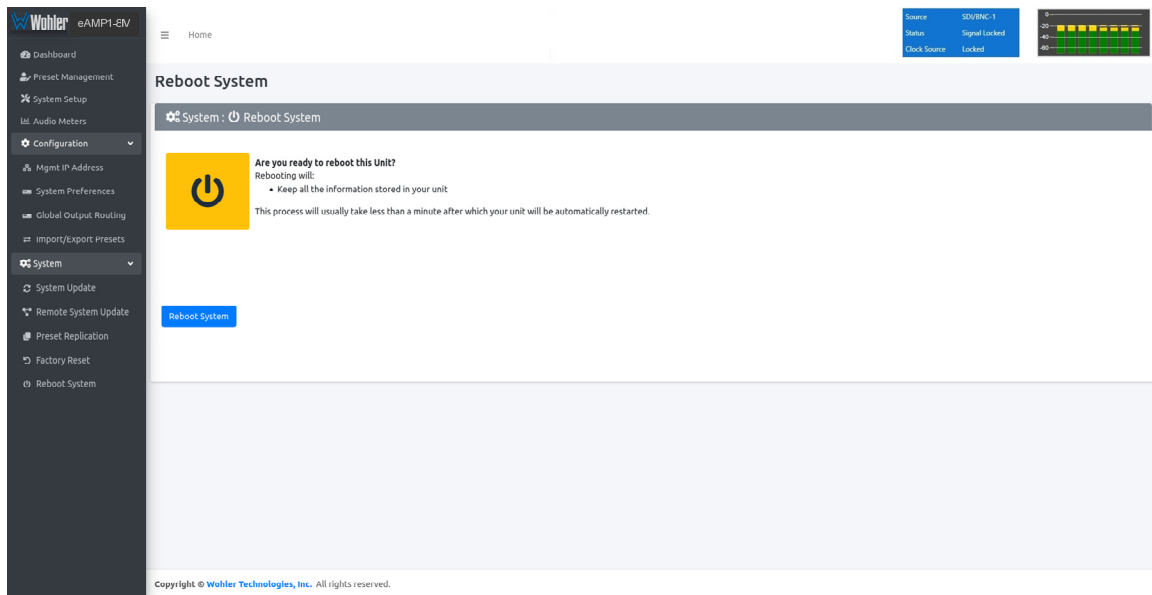 Wohler eAMP1-8M
Dashboard
Preset Management
System Setup
Audio Meters
Configuration
Mgmt IP Address
System Preferences
Global Output Routing
Import/Export Presets
System
System Update
Remote System Update
Preset Replication
Factory Reset
Reboot System
Home
Source SDI/BNC-1
Status Signal Locked
Clock Source Locked
0
-20
-40
-60
Reboot System
System : Reboot System
Are you ready to reboot this Unit?
Rebooting will:
• Keep all the information stored in your unit
This process will usually take less than a minute after which your unit will be automatically restarted.
Reboot System
Copyright © Wohler Technologies, Inc. All rights reserved.